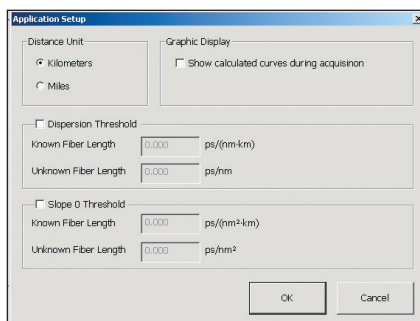 Application Setup
Distance Unit
Kilometers
Miles
Graphic Display
Show calculated curves during acquisinon
Dispersion Threshold
Known Fiber Length 0.000 ps/(nm·km)
Unknown Fiber Length 0.000 ps/nm
Slope 0 Threshold
Known Fiber Length 0.000 ps/(nm²·km)
Unknown Fiber Length 0.000 ps/nm²
OK Cancel